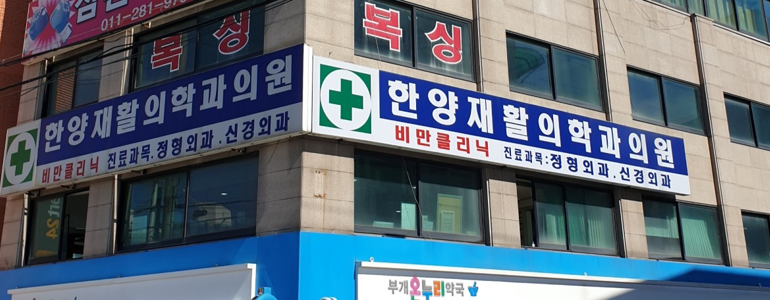 011-281-97
복싱
복싱
한양재활의학과의원
비만클리닉 진료과목.정형외과.신경외과
한양재활의학과의원
비만클리닉 진료과목:정형외과.신경외과
24
부개온누리약국